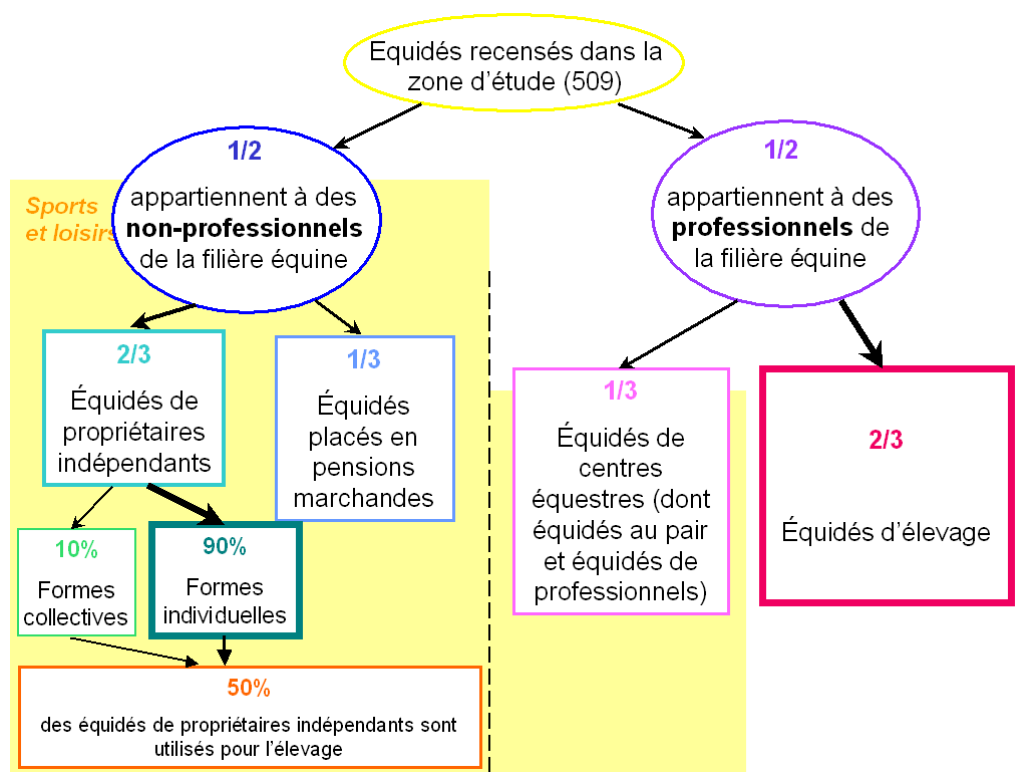 Equidés recensés dans la
zone d'étude (509)
1/2
appartiennent à des
non-professionnels
de la filière équine
1/2
appartiennent à des
professionnels de
la filière équine
Sports
et loisirs
2/3
Équidés de
propriétaires
indépendants
1/3
Équidés
placés en
pensions
marchandes
1/3
Équidés de
centres
équestres (dont
équidés au pair
et équidés de
professionnels)
2/3
Équidés d'élevage
10%
Formes
collectives
90%
Formes
individuelles
50%
des équidés de propriétaires indépendants sont
utilisés pour l'élevage